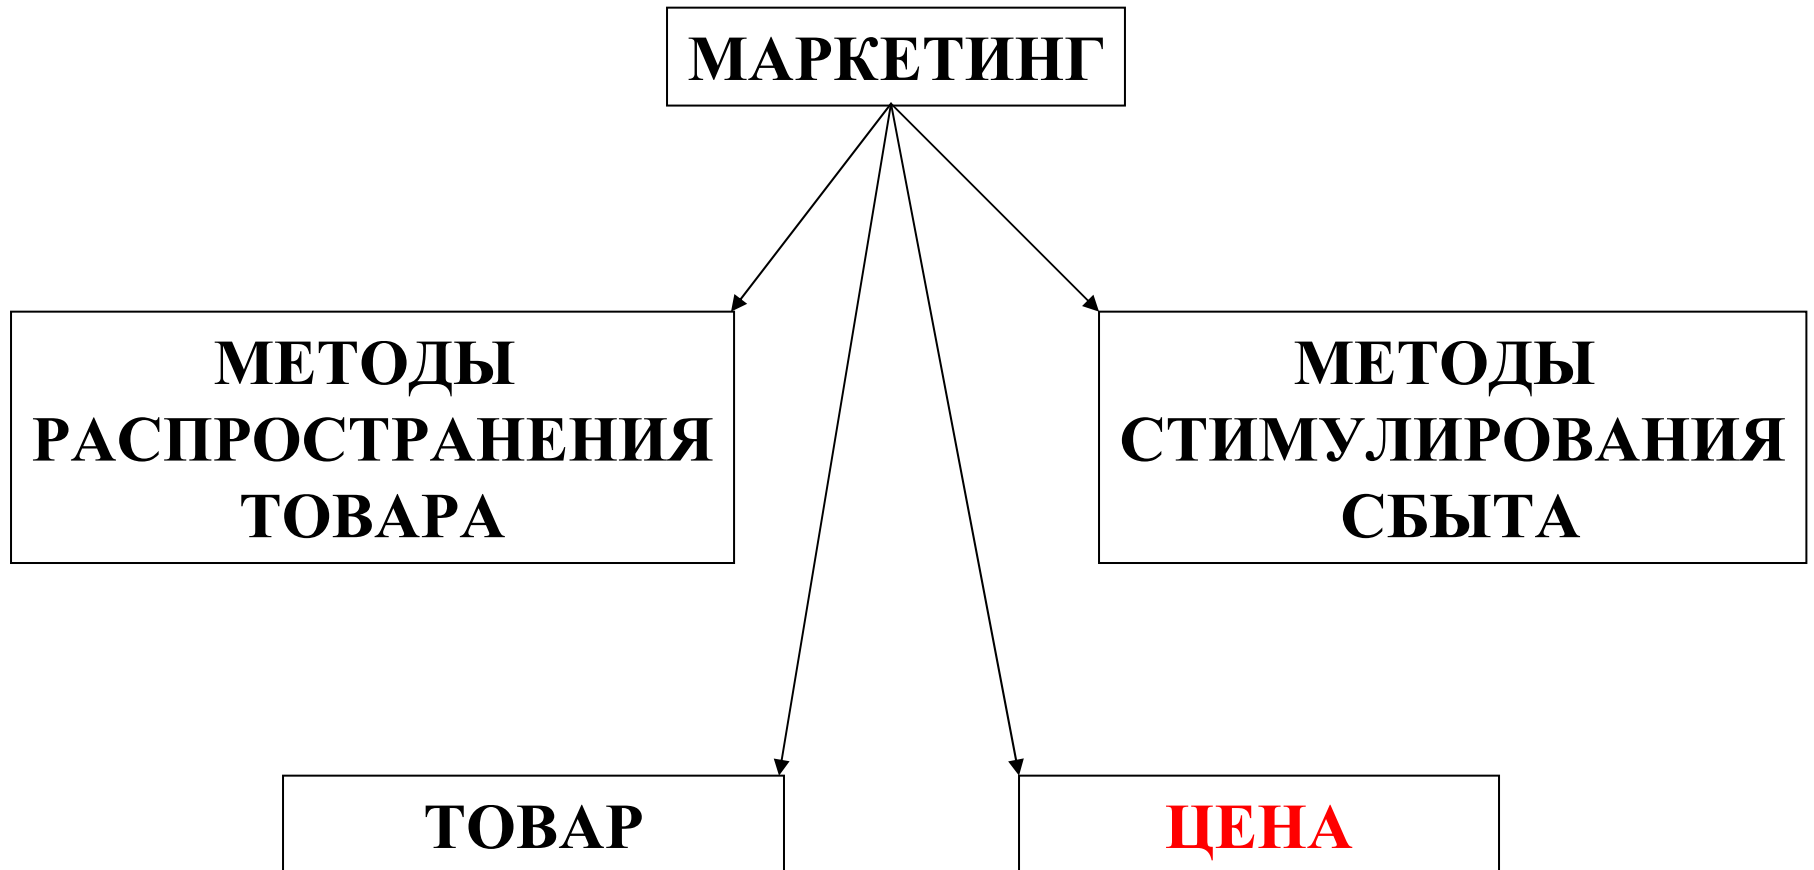 МАРКЕТИНГ
МЕТОДЫ
РАСПРОСТРАНЕНИЯ
ТОВАРА
МЕТОДЫ
СТИМУЛИРОВАНИЯ
СБЫТА
ТОВАР
ЦЕНА